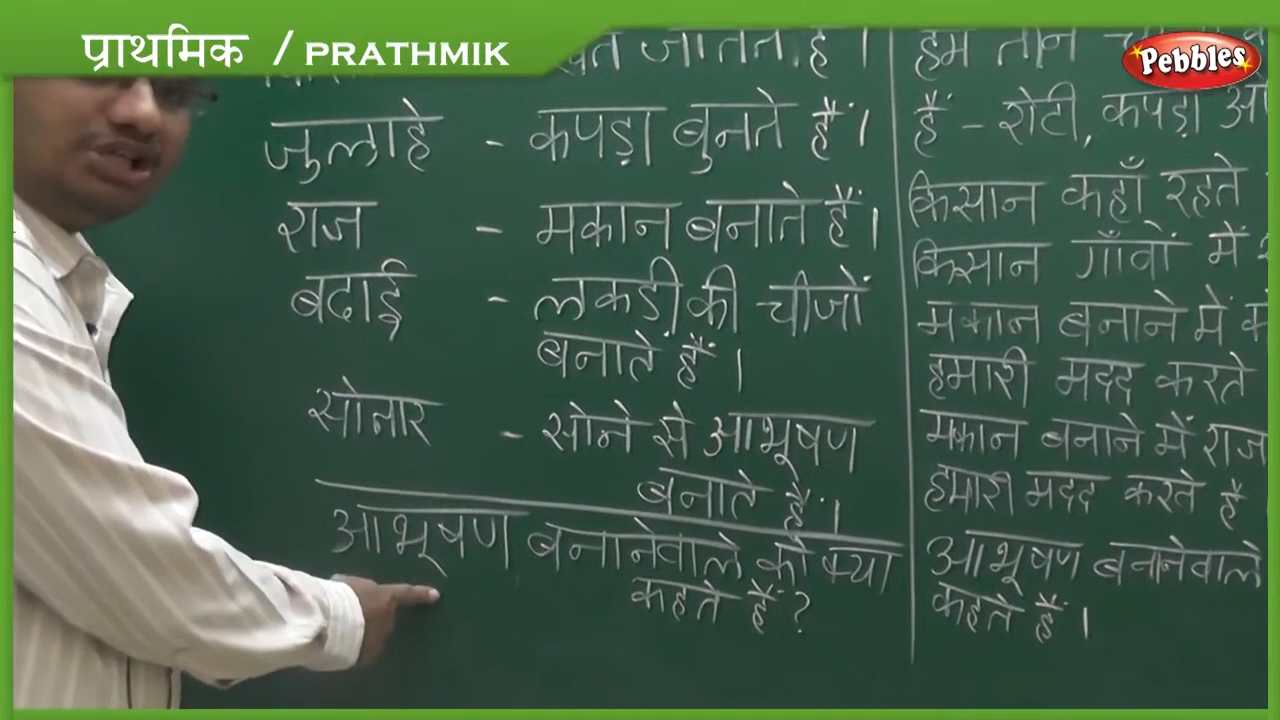 प्राथमिक / PRATHMIK
Pebbles
जुलाहे - कपड़ा बुनते हैं।
राज - मकान बनाते हैं।
बढाई - लकड़ी की चीजों
बनाते हैं।
सोनार - सोने से आभूषण
बनाते हैं।
आभूषण बनानेवाले को क्या
कहते हैं?
हम तीन
हैं - रोटी, कपड़ा
किसान कहाँ रहते
किसान गाँवों में
मकान बनाने में
हमारी मदद करते
मकान बनाने में राज
हमारी मदद करते है
आभूषण बनानेवाले
कहते हैं।